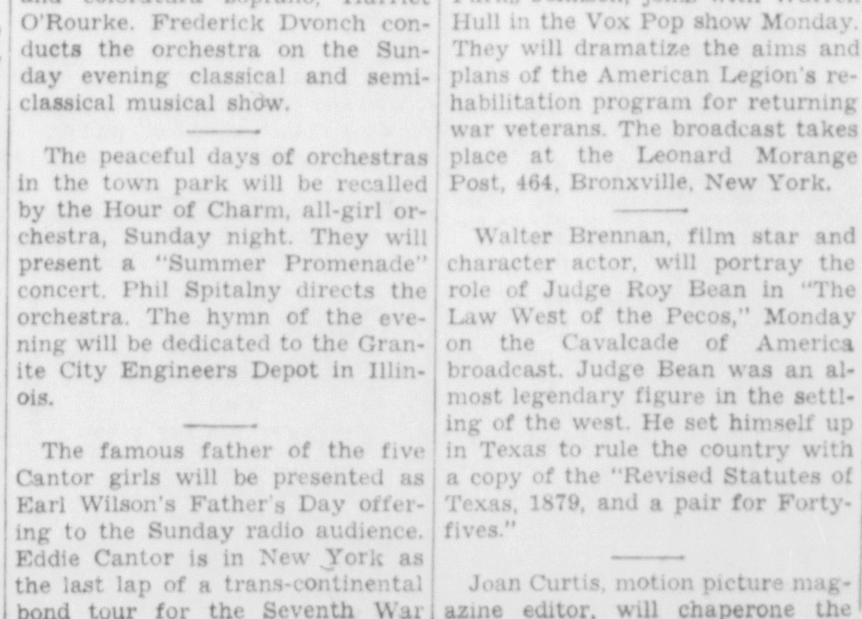 and coloratura soprano, Harriet
O'Rourke. Frederick Dvonch con-
ducts the orchestra on the Sun-
day evening classical and semi-
classical musical show.
The peaceful days of orchestras
in the town park will be recalled
by the Hour of Charm, all-girl or-
chestra, Sunday night. They will
present a "Summer Promenade"
concert. Phil Spitalny directs the
orchestra. The hymn of the eve-
ning will be dedicated to the Gran-
ite City Engineers Depot in Illin-
ois.
The famous father of the five
Cantor girls will be presented as
Earl Wilson's Father's Day offer-
ing to the Sunday radio audience.
Eddie Cantor is in New York as
the last lap of a trans-continental
bond tour for the Seventh War
Parks Johnson, joins with Warren
Hull in the Vox Pop show Monday.
They will dramatize the aims and
plans of the American Legion's re-
habilitation program for returning
war veterans. The broadcast takes
place at the Leonard Morange
Post, 464, Bronxville, New York.
Walter Brennan, film star and
character actor, will portray the
role of Judge Roy Bean in "The
Law West of the Pecos," Monday
on the Cavalcade of America
broadcast. Judge Bean was an al-
most legendary figure in the settl-
ing of the west. He set himself up
in Texas to rule the country with
a copy of the "Revised Statutes of
Texas, 1879, and a pair for Forty-
fives."
Joan Curtis, motion picture mag-
azine editor, will chaperone the